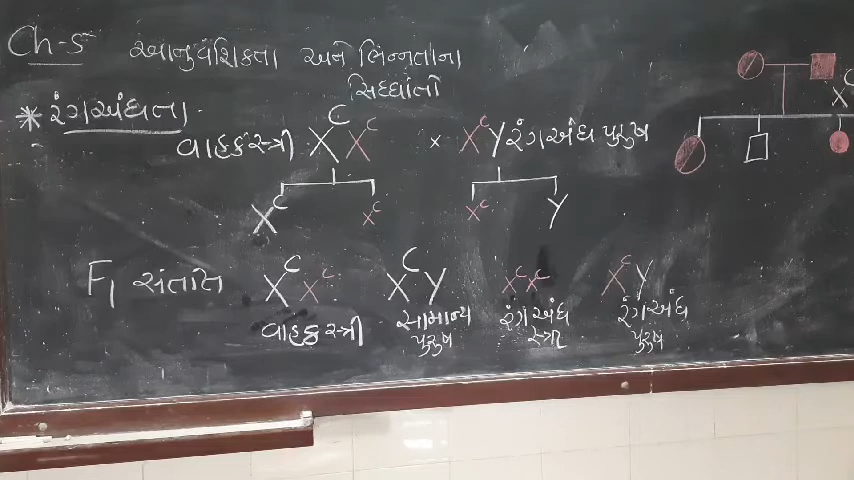 Ch-5 આનુવંશિકતા અને ભિન્નતાના
સિધ્ધાંતો
* રંગઅંધતા
વાહક સ્ત્રી X^C X^c × X^c Y રંગઅંધ પુરુષ
X^C X^c X^c Y
X^C
F1 સંતતિ X^C X^c X^C Y X^c X^c X^c Y
વાહક સ્ત્રી સામાન્ય પુરુષ રંગઅંધ સ્ત્રી રંગઅંધ પુરુષ